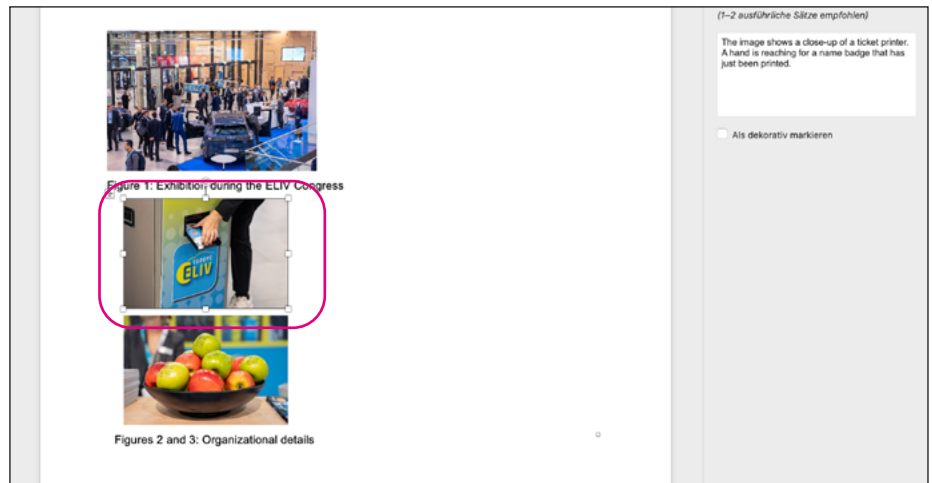 (1–2 ausführliche Sätze empfohlen)
The image shows a close-up of a ticket printer.
A hand is reaching for a name badge that has
just been printed.
Als dekorativ markieren
Figure 1: Exhibition during the ELIV Congress
ELIV
Figures 2 and 3: Organizational details